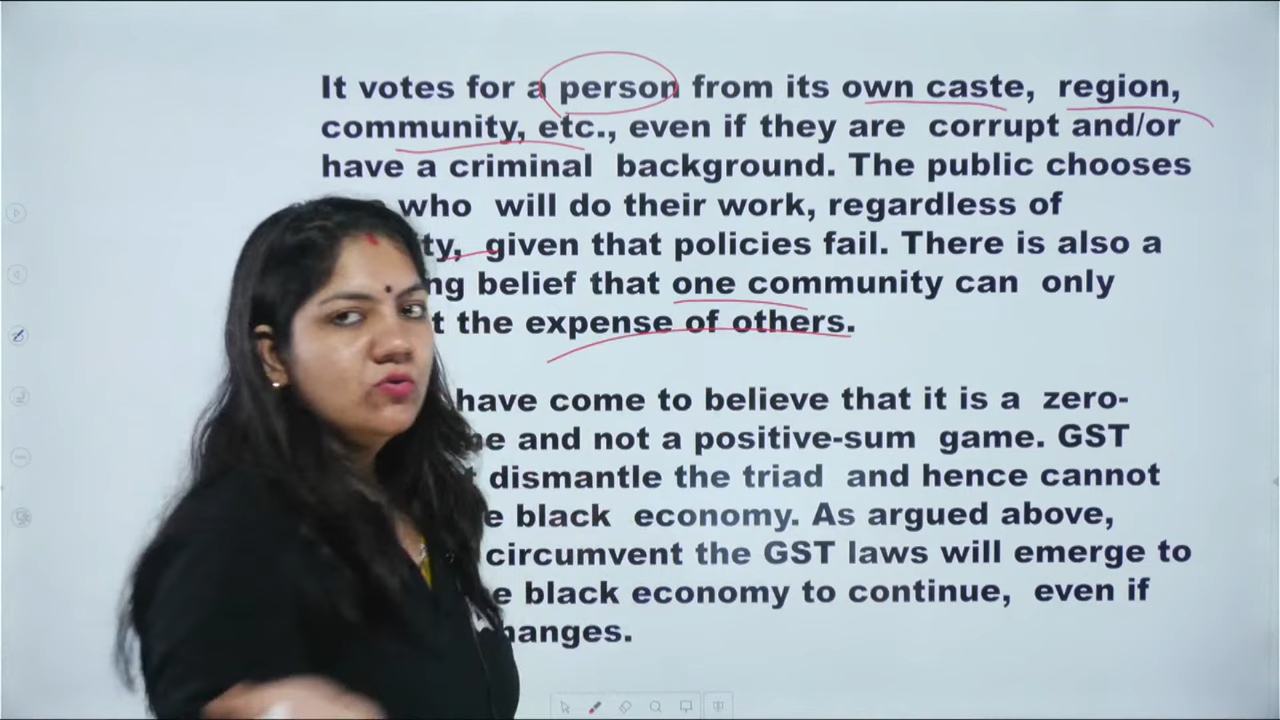 It votes for a person from its own caste, region,
community, etc., even if they are corrupt and/or
have a criminal background. The public chooses
who will do their work, regardless of
given that policies fail. There is also a
belief that one community can only
the expense of others.
have come to believe that it is a zero-
and not a positive-sum game. GST
dismantle the triad and hence cannot
black economy. As argued above,
circumvent the GST laws will emerge to
black economy to continue, even if